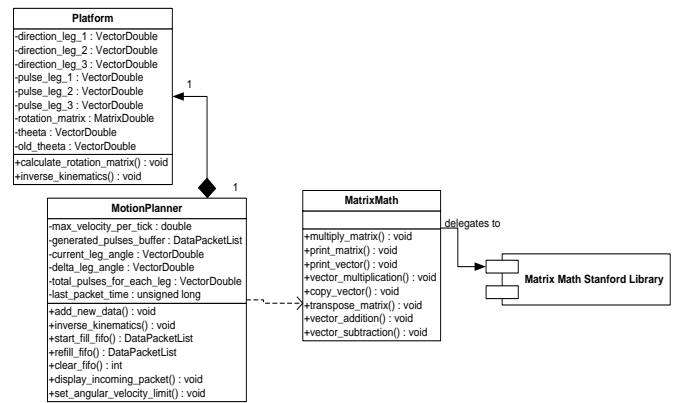 Platform
-direction_leg_1 : VectorDouble
-direction_leg_2 : VectorDouble
-direction_leg_3 : VectorDouble
-pulse_leg_1 : VectorDouble
-pulse_leg_2 : VectorDouble
-pulse_leg_3 : VectorDouble
-rotation_matrix : MatrixDouble
-theeta : VectorDouble
-old_theeta : VectorDouble
+calculate_rotation_matrix() : void
+inverse_kinematics() : void
1
1
MotionPlanner
-max_velocity_per_tick : double
-generated_pulses_buffer : DataPacketList
-current_leg_angle : VectorDouble
-delta_leg_angle : VectorDouble
-total_pulses_for_each_leg : VectorDouble
-last_packet_time : unsigned long
+add_new_data() : void
+inverse_kinematics() : void
+start_fill_fifo() : DataPacketList
+refill_fifo() : DataPacketList
+clear_fifo() : int
+display_incoming_packet() : void
+set_angular_velocity_limit() : void
MatrixMath
+multiply_matrix() : void
+print_matrix() : void
+print_vector() : void
+vector_multiplication() : void
+copy_vector() : void
+transpose_matrix() : void
+vector_addition() : void
+vector_subtraction() : void
delegates to
Matrix Math Stanford Library